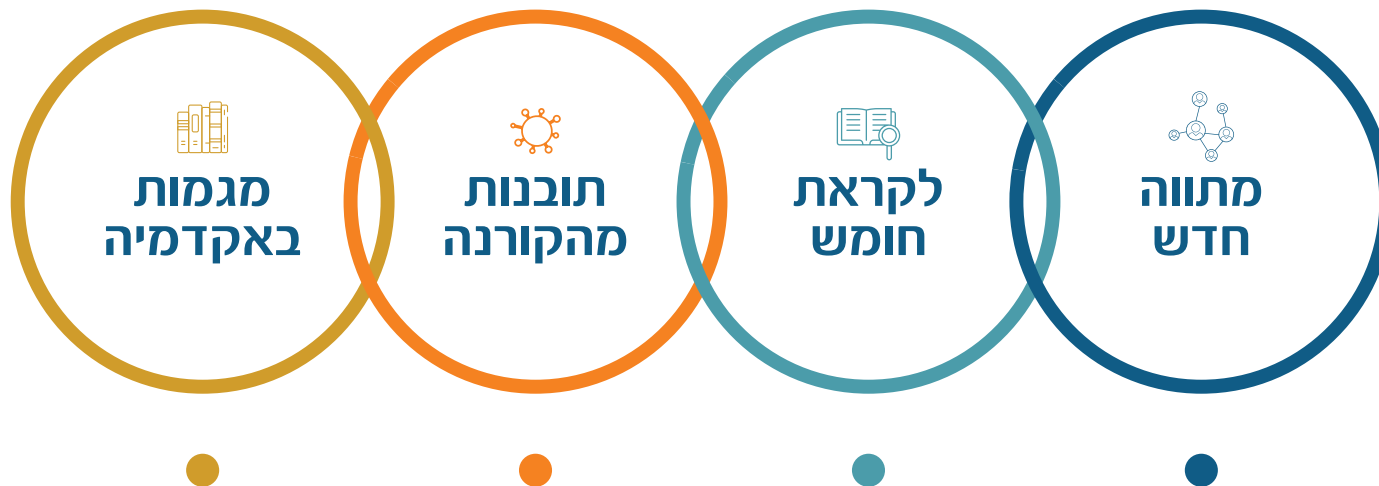 מתווה
חדש
לקראת
חומש
תובנות
מהקורנה
מגמות
באקדמיה